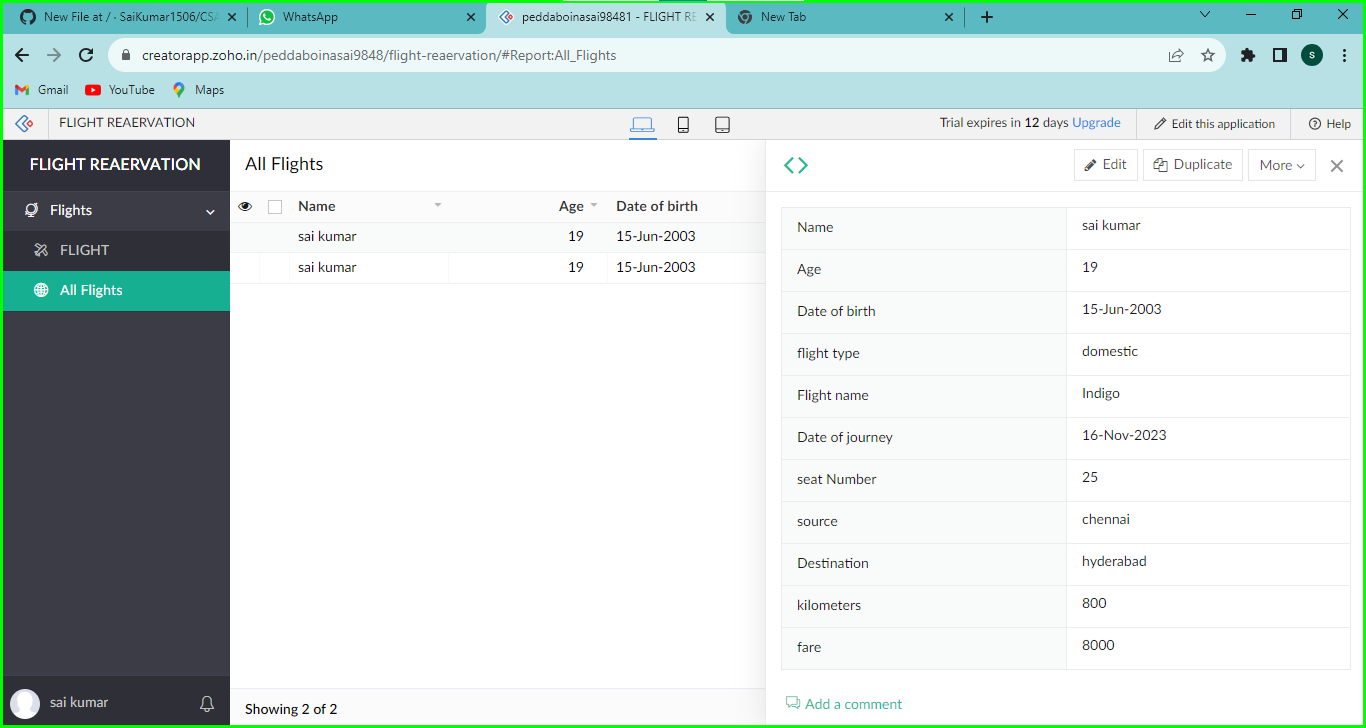 New File at / · SaiKumar1506/CSA
WhatsApp
peddaboinasai98481 - FLIGHT RE
New Tab
creatorapp.zoho.in/peddaboinasai9848/flight-reaervation/#Report:All_Flights
S
Gmail
YouTube
Maps
FLIGHT REAERVATION
Trial expires in 12 days Upgrade
Edit this application
Help
FLIGHT REAERVATION
Flights
FLIGHT
All Flights
sai kumar
All Flights
Name Age Date of birth
sai kumar 19 15-Jun-2003
sai kumar 19 15-Jun-2003
Showing 2 of 2
Edit
Duplicate
More
Name sai kumar
Age 19
Date of birth 15-Jun-2003
flight type domestic
Flight name Indigo
Date of journey 16-Nov-2023
seat Number 25
source chennai
Destination hyderabad
kilometers 800
fare 8000
Add a comment